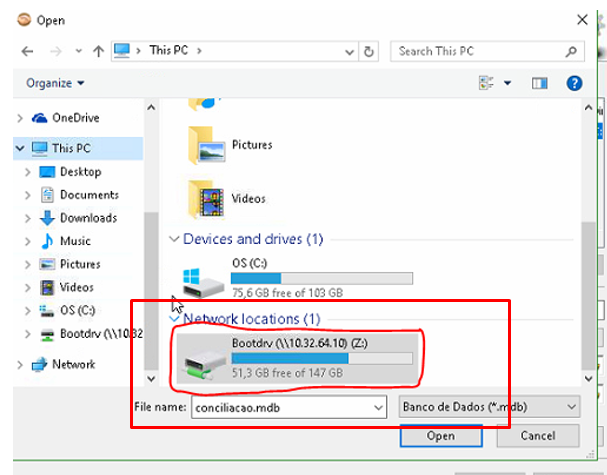 Open
This PC
Search This PC
Organize
OneDrive
This PC
Desktop
Documents
Downloads
Music
Pictures
Videos
OS (C:)
Bootdrv (\\10.32
Network
Pictures
Videos
Devices and drives (1)
OS (C:)
75,6 GB free of 103 GB
Network locations (1)
Bootdrv (\\10.32.64.10) (Z:)
51,3 GB free of 147 GB
File name: conciliacao.mdb
Banco de Dados (*.mdb)
Open Cancel